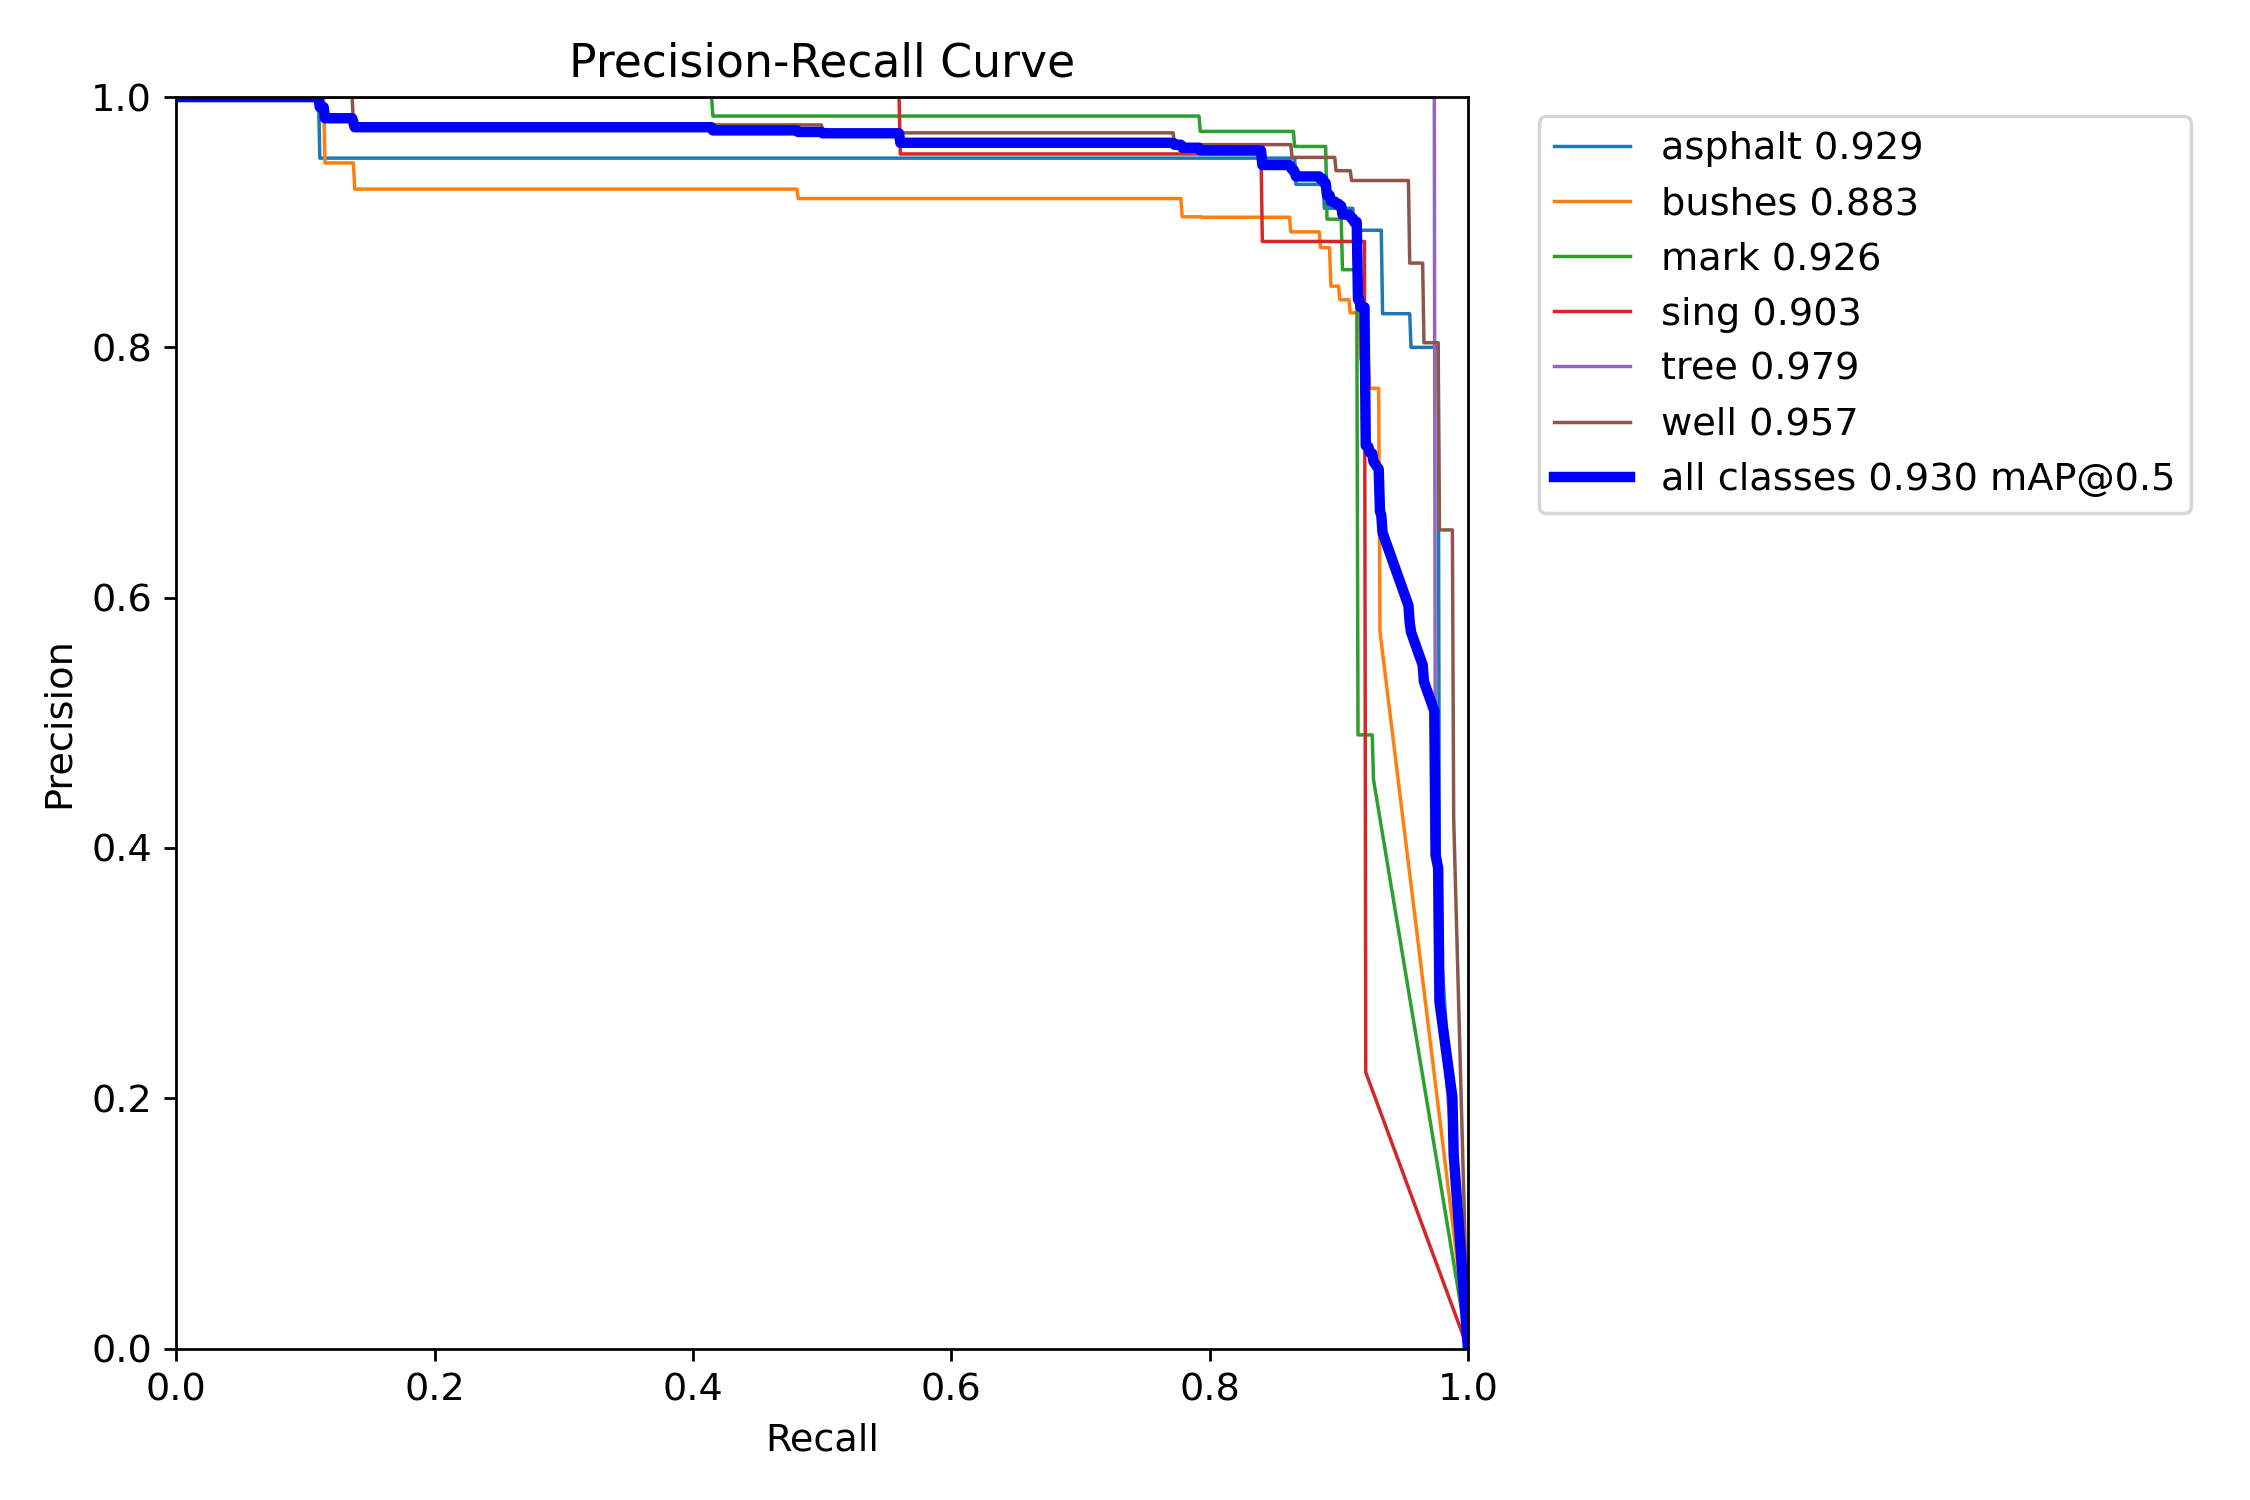 Precision-Recall Curve
1.0
0.8
0.6
0.4
0.2
0.0
Precision
0.0 0.2 0.4 0.6 0.8 1.0
Recall
asphalt 0.929
bushes 0.883
mark 0.926
sing 0.903
tree 0.979
well 0.957
all classes 0.930 mAP@0.5